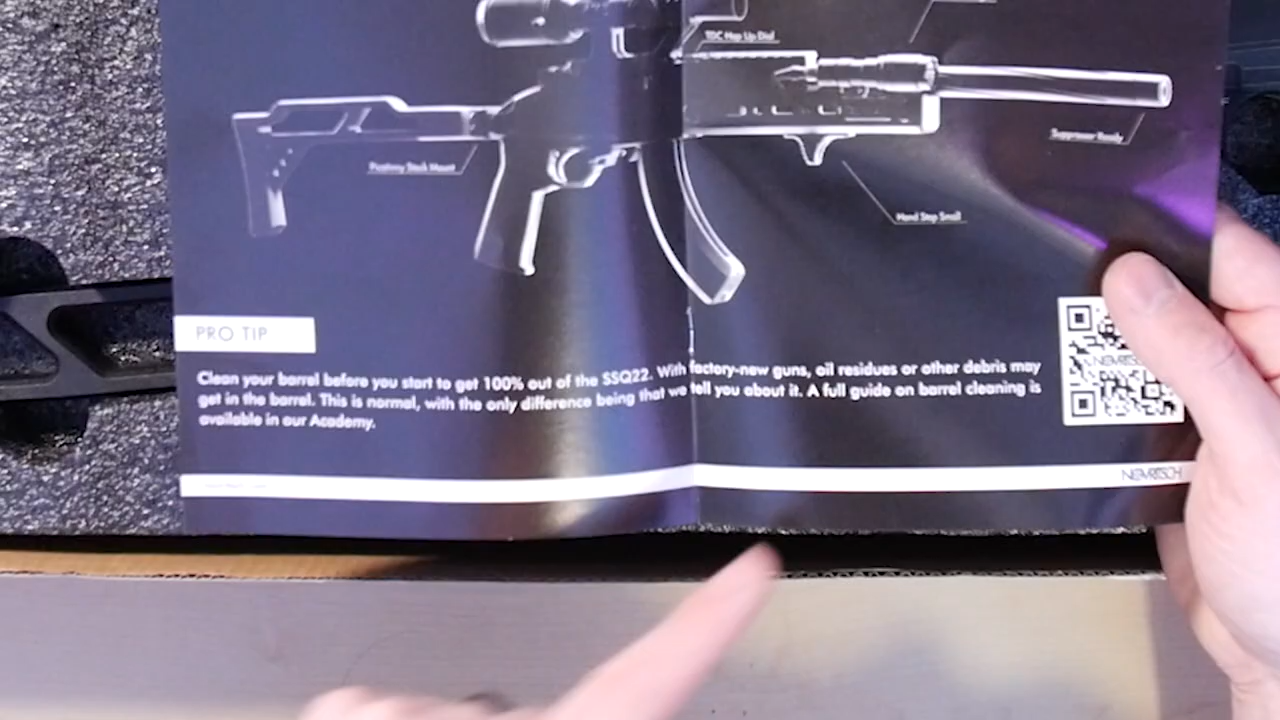 TDC Hop Up Dial
Picatinny Stock Mount
Suppressor Ready
Hand Stop Small
PRO TIP
Clean your barrel before you start to get 100% out of the SSQ22. With factory-new guns, oil residues or other debris may
get in the barrel. This is normal, with the only difference being that we tell you about it. A full guide on barrel cleaning is
available in our Academy.
NOVRITSCH